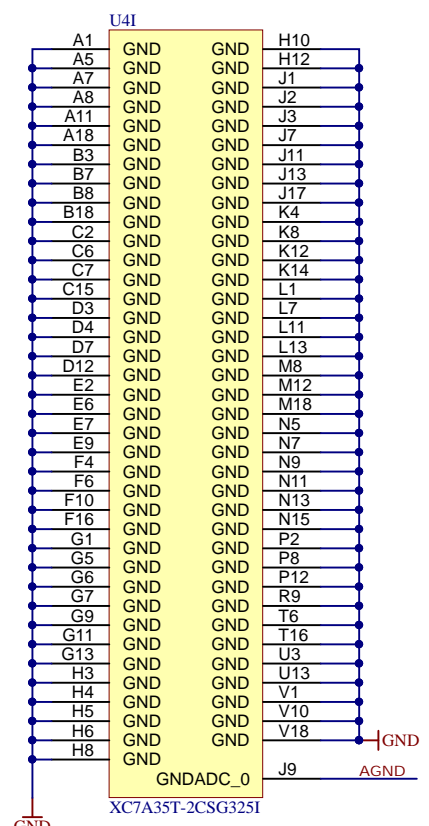 U4I
A1 GND GND H10
A5 GND GND H12
A7 GND GND J1
A8 GND GND J2
A11 GND GND J3
A18 GND GND J7
B3 GND GND J11
B7 GND GND J13
B8 GND GND J17
B18 GND GND K4
C2 GND GND K8
C6 GND GND K12
C7 GND GND K14
C15 GND GND L1
D3 GND GND L7
D4 GND GND L11
D7 GND GND L13
D12 GND GND M8
E2 GND GND M12
E6 GND GND M18
E7 GND GND N5
E9 GND GND N7
F4 GND GND N9
F6 GND GND N11
F10 GND GND N13
F16 GND GND N15
G1 GND GND P2
G5 GND GND P8
G6 GND GND P12
G7 GND GND R9
G9 GND GND T6
G11 GND GND T16
G13 GND GND U3
H3 GND GND U13
H4 GND GND V1
H5 GND GND V10
H6 GND GND V18 GND
H8 GND
GNDADC_0 J9 AGND
XC7A35T-2CSG325I
GND